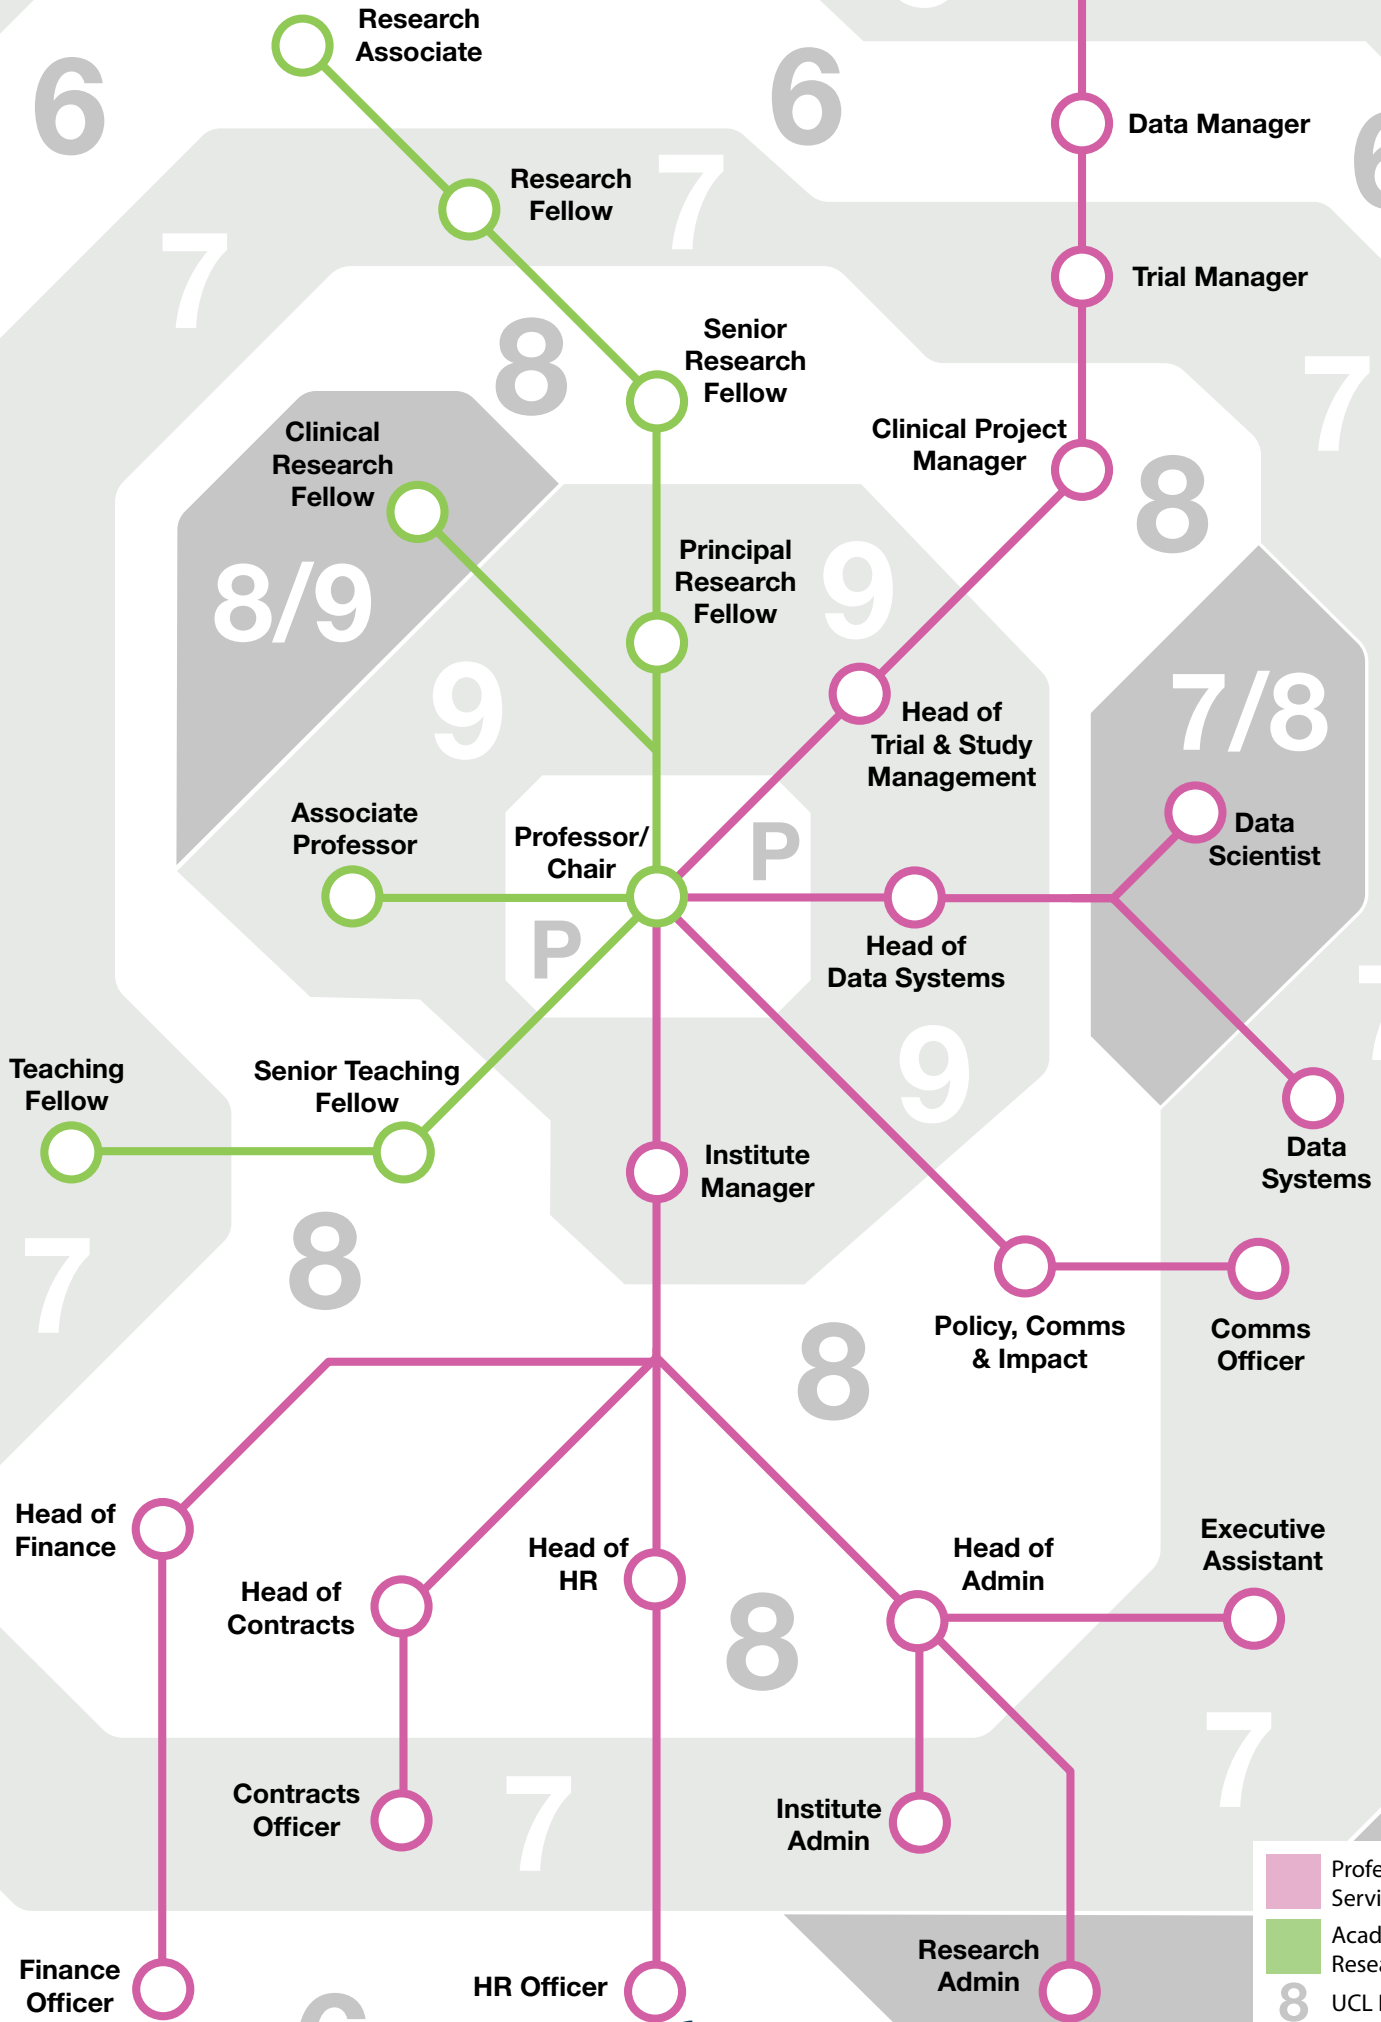 Research
Associate
6
6
Data Manager
6
Research
Fellow
7
7
Trial Manager
8
Senior
Research
Fellow
7
Clinical
Research
Fellow
Clinical Project
Manager
8
8/9
Principal
Research
Fellow
9
9
Head of
Trial & Study
Management
7/8
Associate
Professor
Professor/
Chair
P
Data
Scientist
P
Head of
Data Systems
9
Teaching
Fellow
Senior Teaching
Fellow
Institute
Manager
Data
Systems
7
8
Policy, Comms
& Impact
Comms
Officer
8
Head of
Finance
Head of
Contracts
Head of
HR
Head of
Admin
Executive
Assistant
8
7
Contracts
Officer
7
Institute
Admin
Finance
Officer
HR Officer
Research
Admin
8
UCL